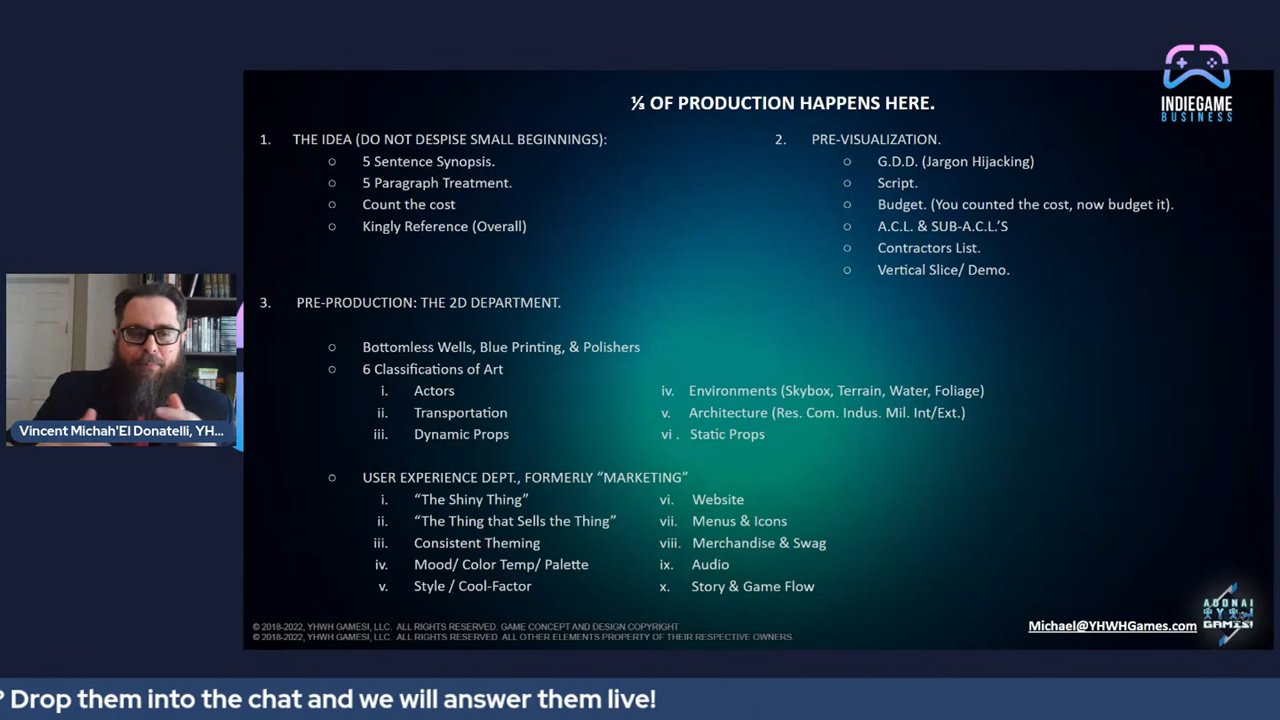 INDIEGAME
BUSINESS
⅓ OF PRODUCTION HAPPENS HERE.
1. THE IDEA (DO NOT DESPISE SMALL BEGINNINGS):
○ 5 Sentence Synopsis.
○ 5 Paragraph Treatment.
○ Count the cost
○ Kingly Reference (Overall)
2. PRE-VISUALIZATION.
○ G.D.D. (Jargon Hijacking)
○ Script.
○ Budget. (You counted the cost, now budget it).
○ A.C.L. & SUB-A.C.L.'S
○ Contractors List.
○ Vertical Slice/ Demo.
3. PRE-PRODUCTION: THE 2D DEPARTMENT.
○ Bottomless Wells, Blue Printing, & Polishers
○ 6 Classifications of Art
i. Actors
ii. Transportation
iii. Dynamic Props
iv. Environments (Skybox, Terrain, Water, Foliage)
v. Architecture (Res. Com. Indus. Mil. Int/Ext.)
vi . Static Props
○ USER EXPERIENCE DEPT., FORMERLY “MARKETING”
i. “The Shiny Thing”
ii. “The Thing that Sells the Thing”
iii. Consistent Theming
iv. Mood/ Color Temp/ Palette
v. Style / Cool-Factor
vi. Website
vii. Menus & Icons
viii. Merchandise & Swag
ix. Audio
x. Story & Game Flow
Vincent Michah'El Donatelli, YH...
© 2018-2022, YHWH GAMESI, LLC. ALL RIGHTS RESERVED. GAME CONCEPT AND DESIGN COPYRIGHT
© 2018-2022, YHWH GAMESI, LLC. ALL RIGHTS RESERVED. ALL OTHER ELEMENTS PROPERTY OF THEIR RESPECTIVE OWNERS.
Michael@YHWHGames.com
ADONAI
GAMES!
? Drop them into the chat and we will answer them live!